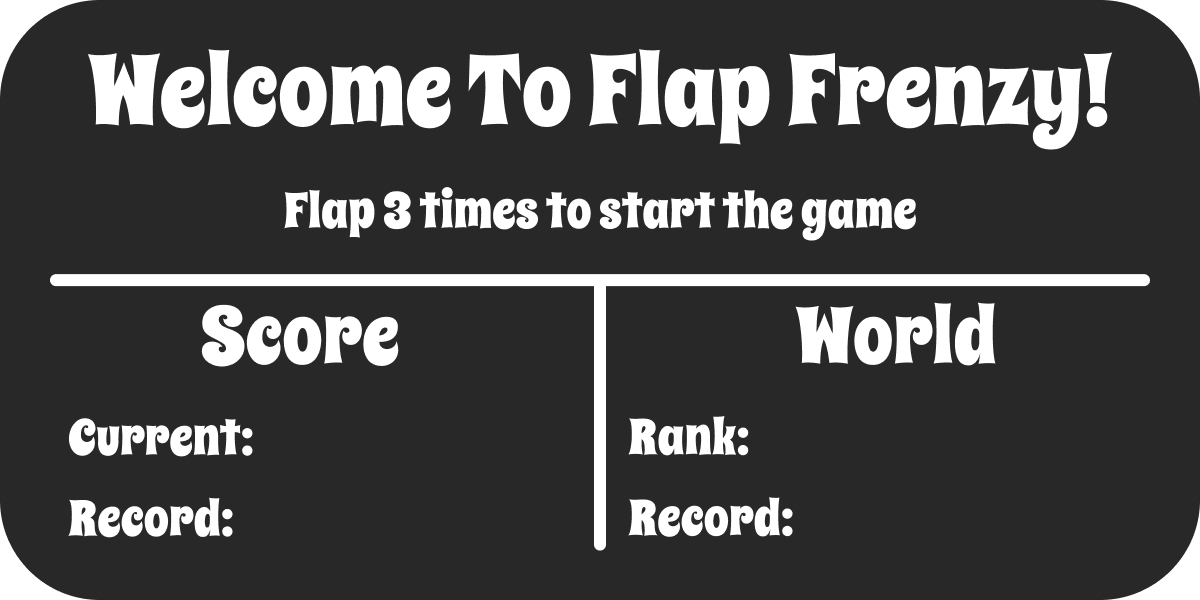 Welcome To Flap Frenzy!
Flap 3 times to start the game
Score
Current:
Record:
World
Rank:
Record: